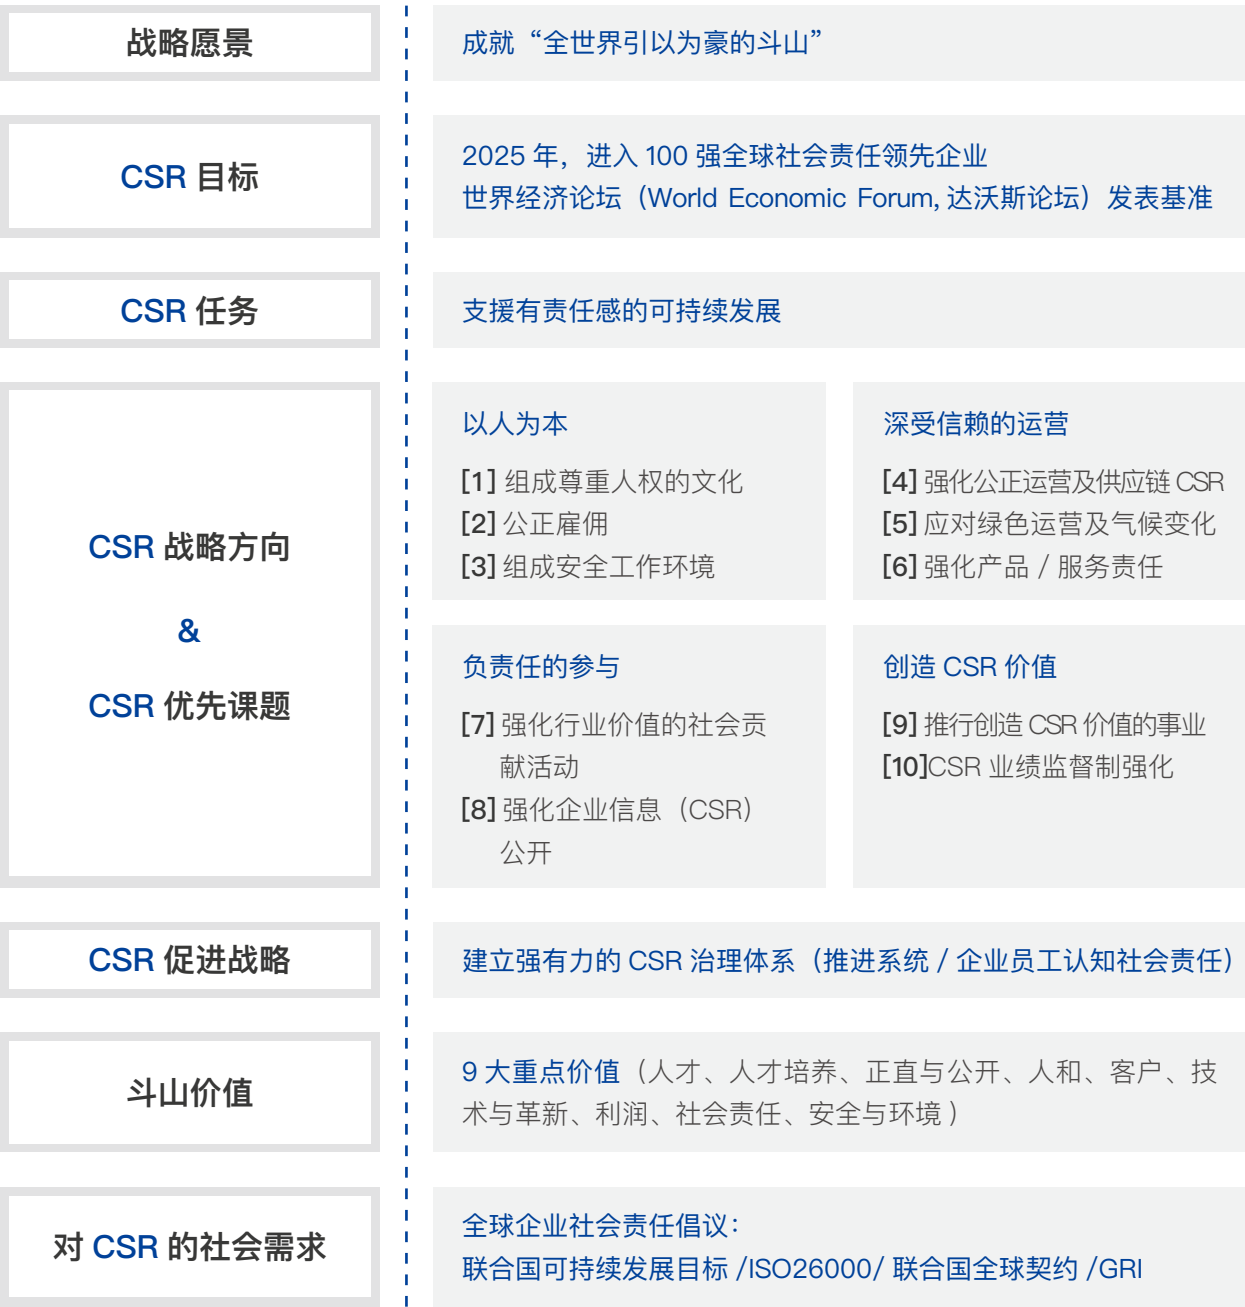 战略愿景
成就“全世界引以为豪的斗山”
CSR 目标
2025 年，进入 100 强全球社会责任领先企业
世界经济论坛（World Economic Forum, 达沃斯论坛）发表基准
CSR 任务
支援有责任感的可持续发展
CSR 战略方向
&
CSR 优先课题
以人为本
[1] 组成尊重人权的文化
[2] 公正雇佣
[3] 组成安全工作环境
深受信赖的运营
[4] 强化公正运营及供应链 CSR
[5] 应对绿色运营及气候变化
[6] 强化产品 / 服务责任
负责任的参与
[7] 强化行业价值的社会贡
献活动
[8] 强化企业信息（CSR）
公开
创造 CSR 价值
[9] 推行创造 CSR 价值的事业
[10]CSR 业绩监督制强化
CSR 促进战略
建立强有力的 CSR 治理体系（推进系统 / 企业员工认知社会责任）
斗山价值
9 大重点价值（人才、人才培养、正直与公开、人和、客户、技
术与革新、利润、社会责任、安全与环境 ）
对 CSR 的社会需求
全球企业社会责任倡议：
联合国可持续发展目标 /ISO26000/ 联合国全球契约 /GRI